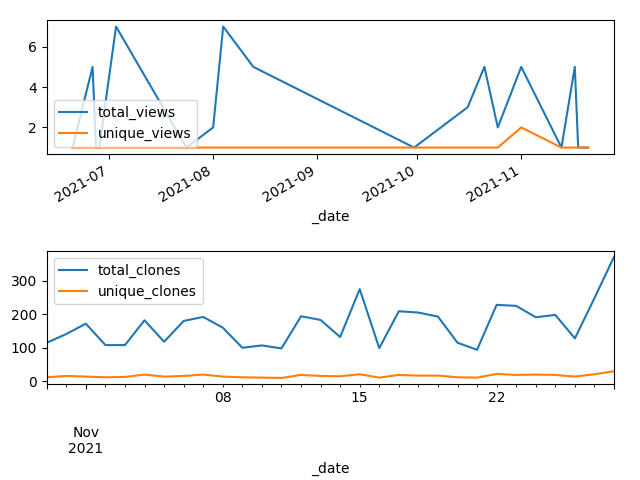 6
4
2
total_views
unique_views
2021-07
2021-08
2021-09
2021-10
2021-11
_date
300
200
100
0
total_clones
unique_clones
08
15
22
Nov
2021
_date